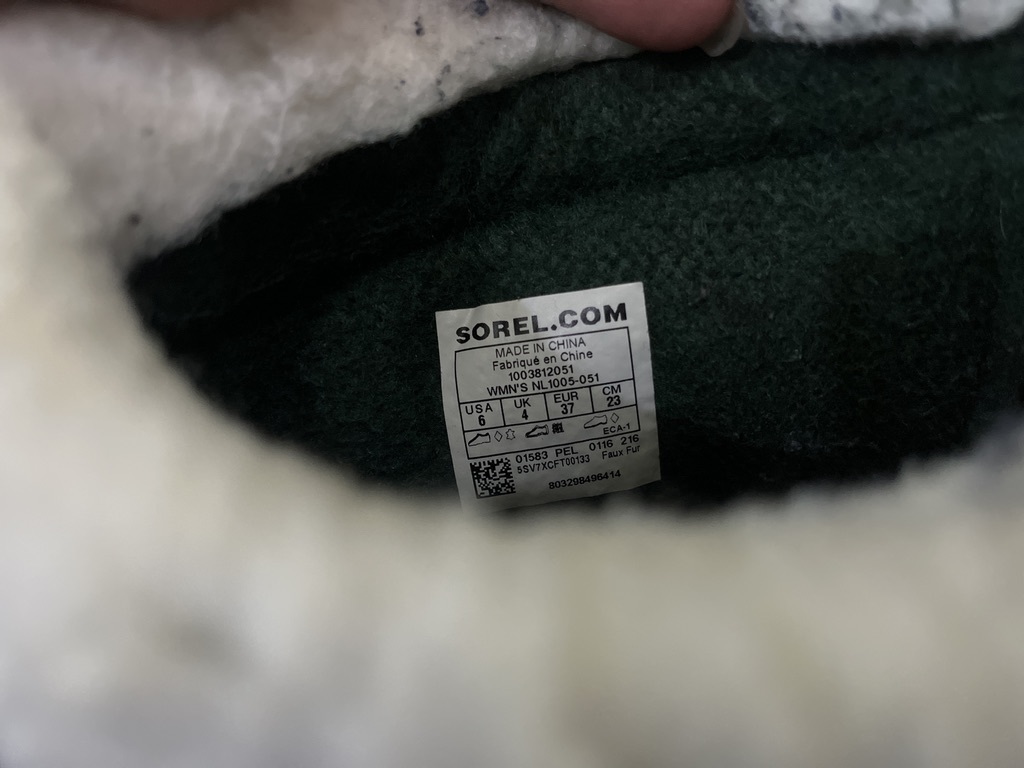 SOREL.COM
MADE IN CHINA
Fabriqué en Chine
1003812051
WMN'S NL1005-051
USA UK EUR CM
6 4 37 23
ECA-1
01583 PEL 0116 216
5SV7XCFT00133 Faux Fur
803298496414